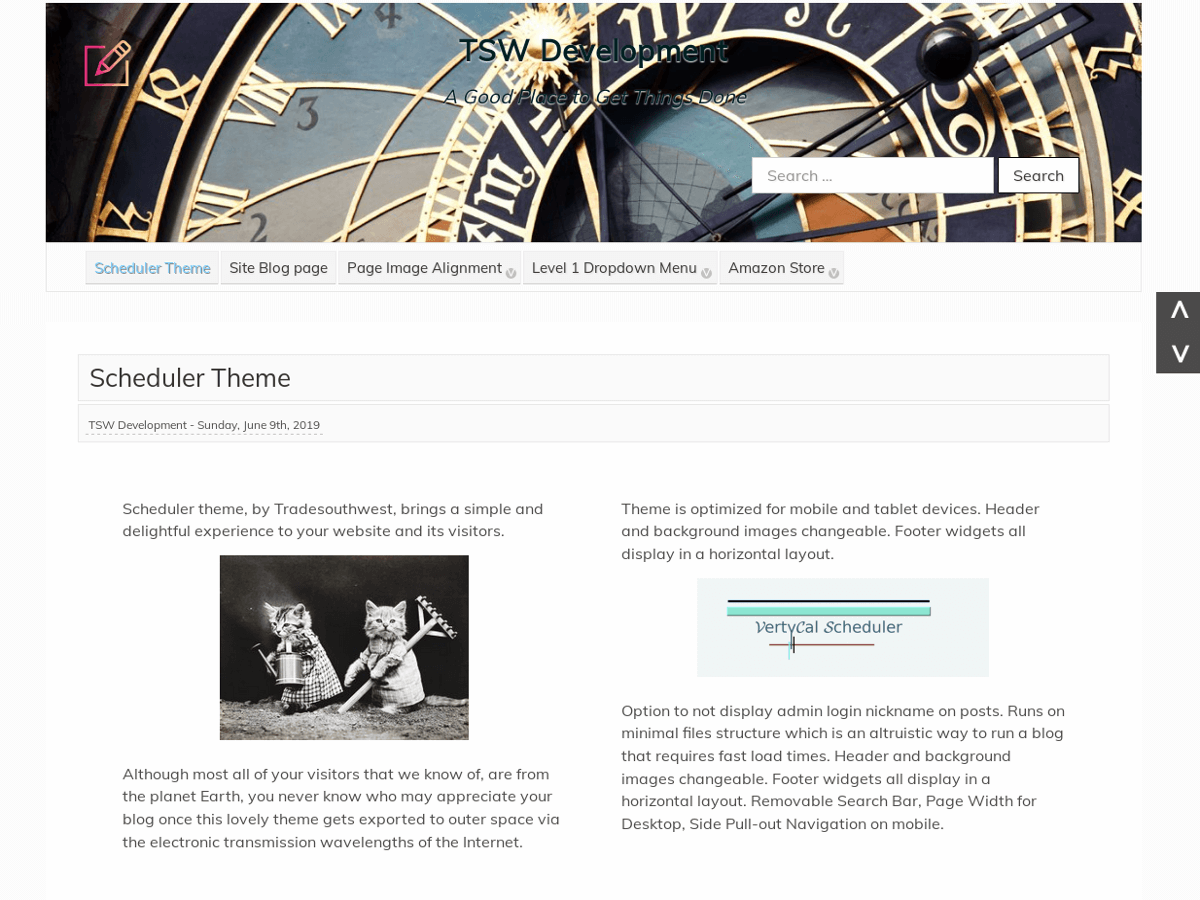 TSW Development
A Good Place to Get Things Done
Search ...
Search
Scheduler Theme
Site Blog page
Page Image Alignment
Level 1 Dropdown Menu
Amazon Store
Scheduler Theme
TSW Development - Sunday, June 9th, 2019
Scheduler theme, by Tradesouthwest, brings a simple and
delightful experience to your website and its visitors.
Although most all of your visitors that we know of, are from
the planet Earth, you never know who may appreciate your
blog once this lovely theme gets exported to outer space via
the electronic transmission wavelengths of the Internet.
Theme is optimized for mobile and tablet devices. Header
and background images changeable. Footer widgets all
display in a horizontal layout.
VertyCal Scheduler
Option to not display admin login nickname on posts. Runs on
minimal files structure which is an altruistic way to run a blog
that requires fast load times. Header and background
images changeable. Footer widgets all display in a
horizontal layout. Removable Search Bar, Page Width for
Desktop, Side Pull-out Navigation on mobile.